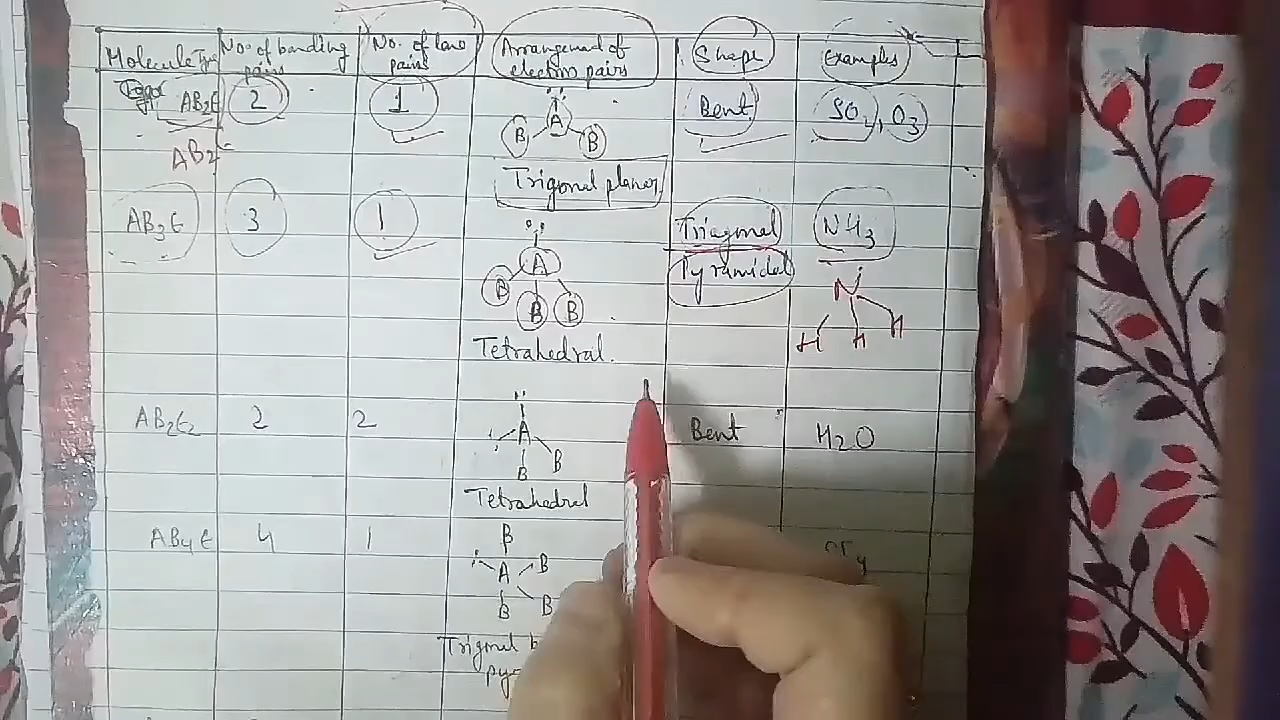 Molecule No. of bonding No. of lone Arrangement of Shape Examples
pairs pairs electron pairs
AB2E 2 1 A Bent SO2, O3
B B
AB2
Trigonal planar
AB3E 3 1 Triagonal NH3
A Pyramidal
B B B N
H H H
Tetrahedral
AB2E2 2 2 A Bent H2O
B B
Tetrahedral
AB4E 4 1 B
A B
B B